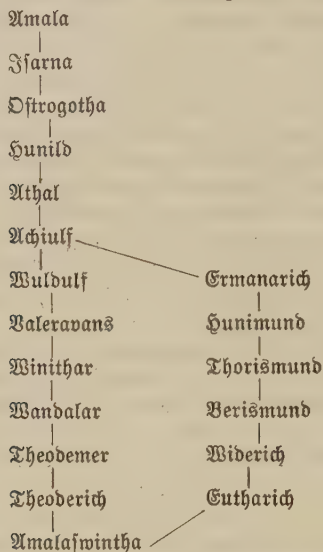 Amala
Iſarna
Oſtrogotha
Hunild
Athal
Achiulf
Wuldulf Ermanarich
Valeravans Hunimund
Winithar Thorismund
Wandalar Berismund
Theodemer Widerich
Theoderich Eutharich
Amalaſwintha